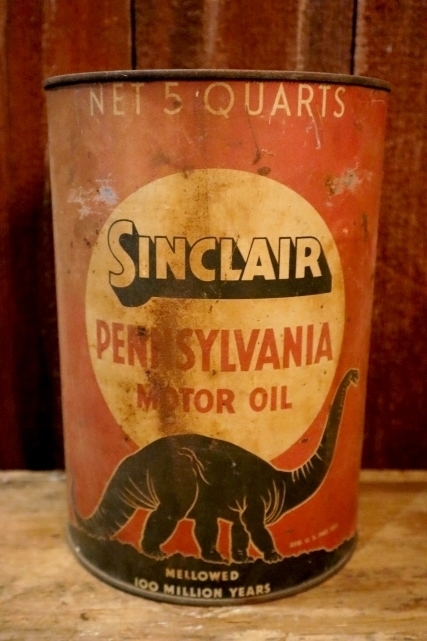 NET 5 QUARTS
SINCLAIR
PENNSYLVANIA
MOTOR OIL
MELLOWED
100 MILLION YEARS